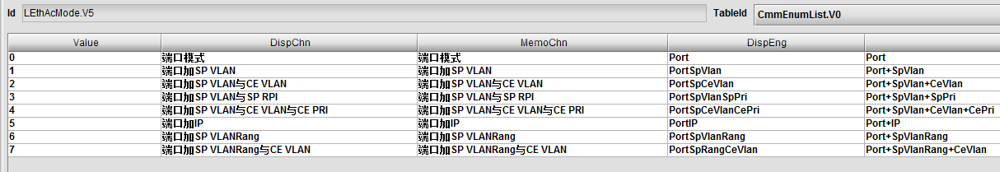 Id LEthAcMode.V5 TableId CmmEnumList.V0
Value DispChn MemoChn DispEng
0 端口模式 端口模式 Port Port
1 端口加SP VLAN 端口加SP VLAN PortSpVlan Port+SpVlan
2 端口加SP VLAN与CE VLAN 端口加SP VLAN与CE VLAN PortSpCeVlan Port+SpVlan+CeVlan
3 端口加SP VLAN与SP RPI 端口加SP VLAN与SP RPI PortSpVlanSpPri Port+SpVlan+SpPri
4 端口加SP VLAN与CE VLAN与CE PRI 端口加SP VLAN与CE VLAN与CE PRI PortSpCeVlanCePri Port+SpVlan+CeVlan+CePri
5 端口加IP 端口加IP PortIP Port+IP
6 端口加SP VLANRang 端口加SP VLANRang PortSpVlanRang Port+SpVlanRang
7 端口加SP VLANRang与CE VLAN 端口加SP VLANRang与CE VLAN PortSpRangCeVlan Port+SpVlanRang+CeVlan